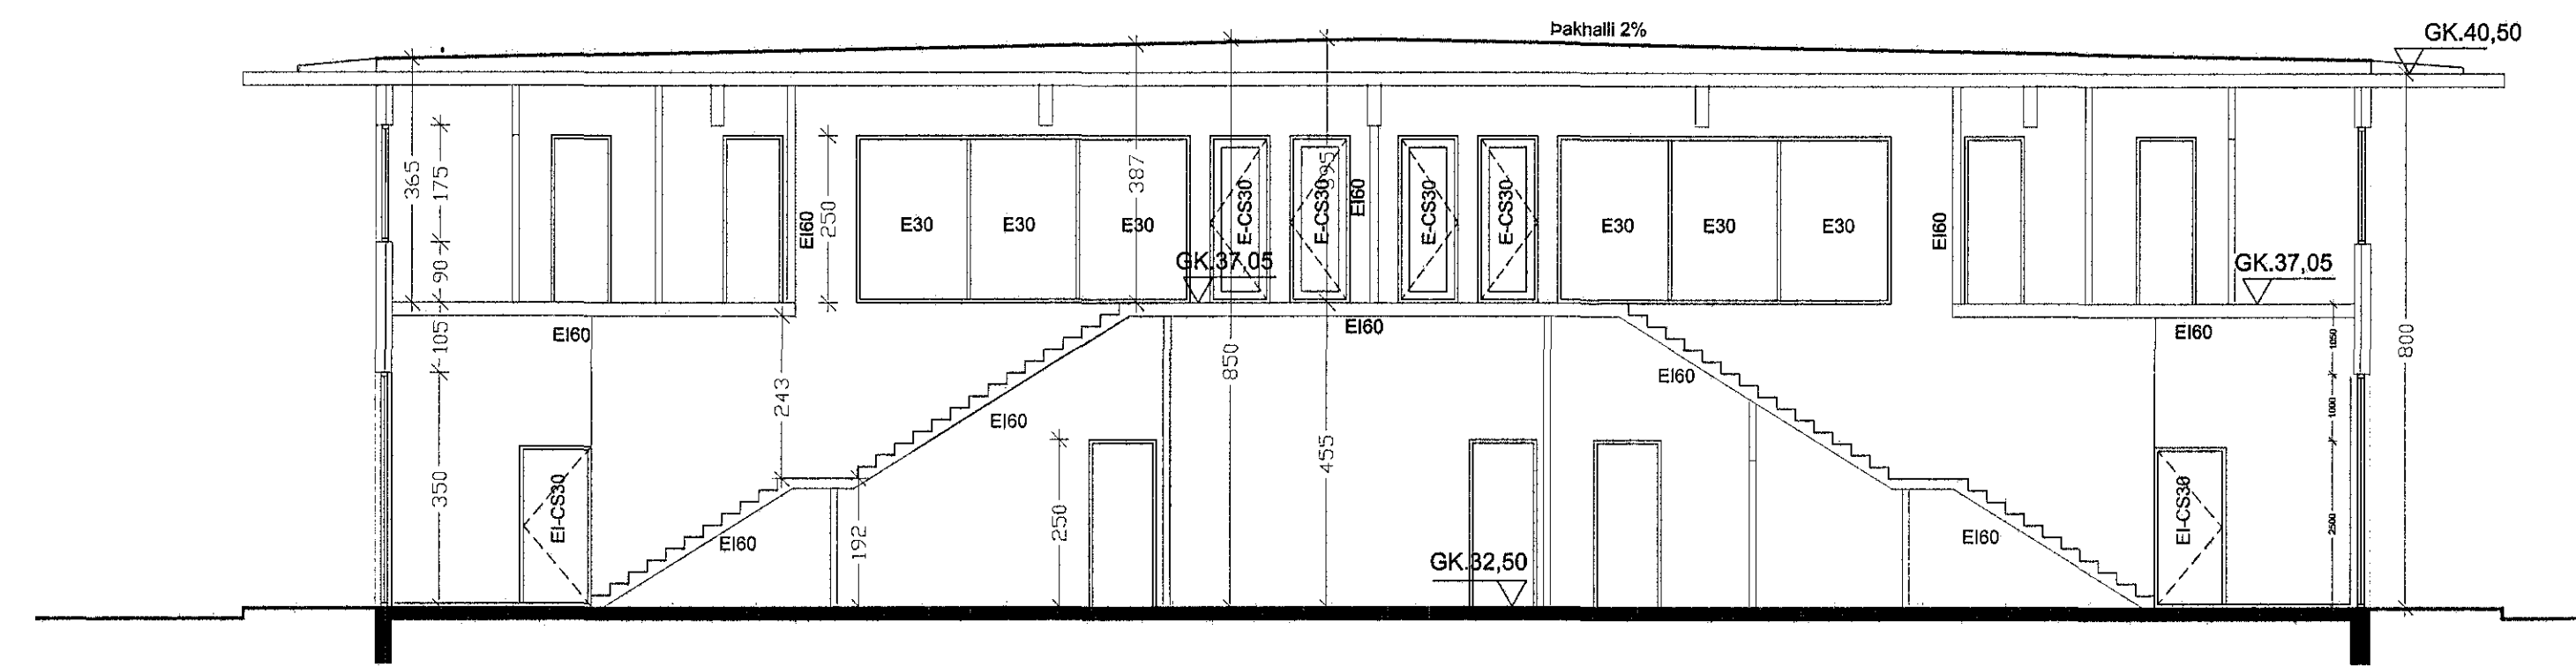 Þakhalli 2%
GK.40,50
365
175
90
105
350
EI60
250
E30
E30
E30
387
E-CS30
E-CS30
395
EI60
E-CS30
E-CS30
E30
E30
E30
EI60
GK.37,05
GK.37,05
EI60
EI60
EI60
243
850
455
EI60
EI60
800
1050
1000
2500
EI-CS30
EI60
192
250
GK.32,50
EI60
EI-CS30